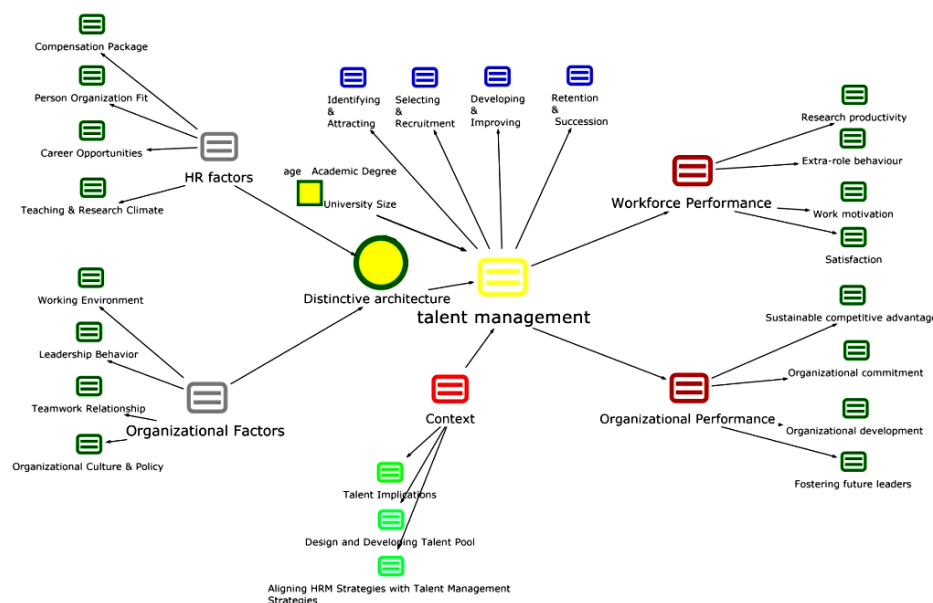 Compensation Package
Person Organization Fit
Career Opportunities
Teaching & Research Climate
HR factors
Identifying
&
Attracting
Selecting
&
Recruitment
Developing
&
Improving
Retention
&
Succession
age Academic Degree
University Size
Distinctive architecture
talent management
Working Environment
Leadership Behavior
Teamwork Relationship
Organizational Culture & Policy
Organizational Factors
Context
Talent Implications
Design and Developing Talent Pool
Aligning HRM Strategies with Talent Management
Strategies
Workforce Performance
Research productivity
Extra-role behaviour
Work motivation
Satisfaction
Organizational Performance
Sustainable competitive advantage
Organizational commitment
Organizational development
Fostering future leaders